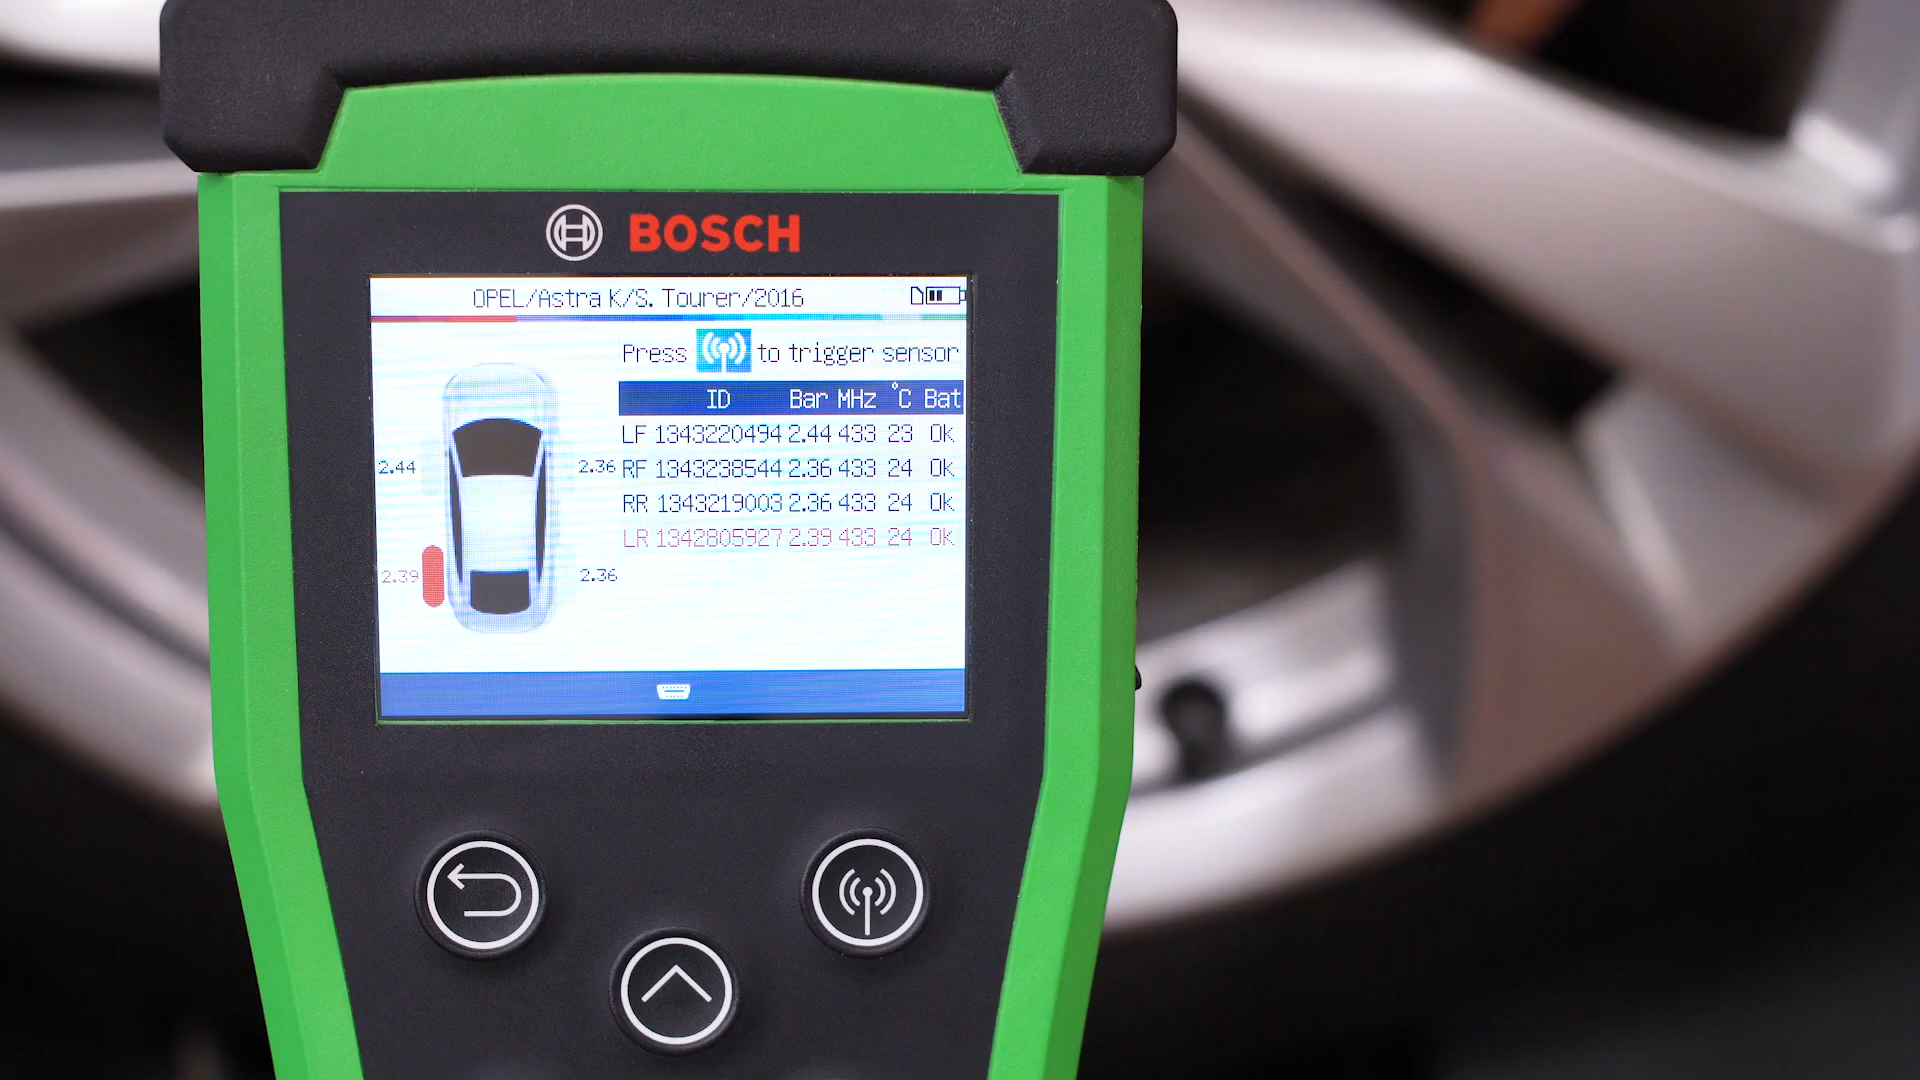 BOSCH
OPEL/Astra K/S. Tourer/2016
Press to trigger sensor
ID Bar MHz °C Bat
LF 1343220494 2.44 433 23 Ok
RF 1343238544 2.36 433 24 Ok
RR 1343219003 2.36 433 24 Ok
LR 1342805927 2.39 433 24 Ok
2.44 2.36
2.39 2.36